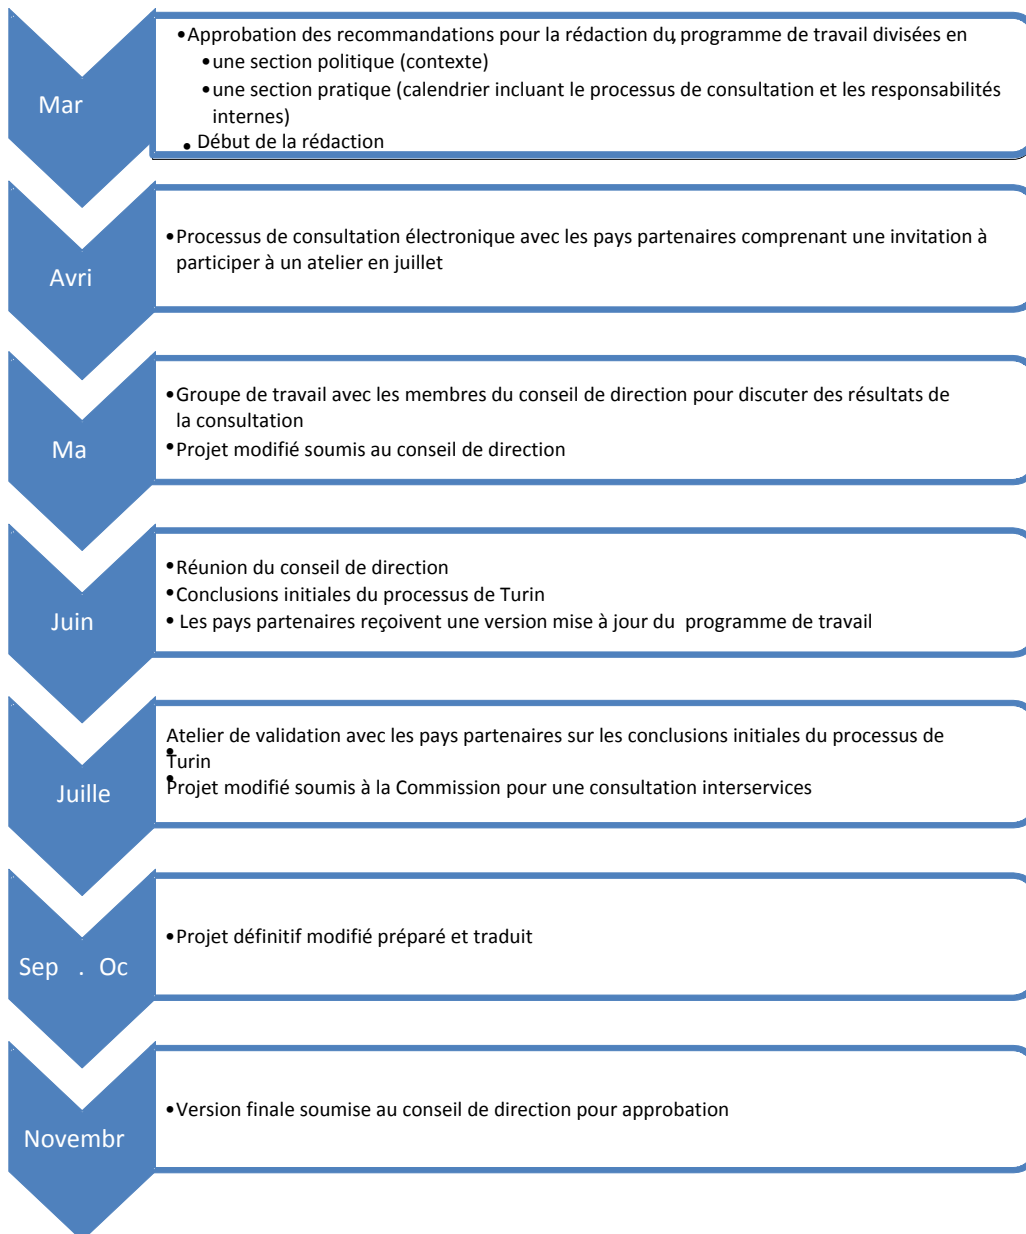 •Approbation des recommandations pour la rédaction du programme de travail divisées en
•une section politique (contexte)
•une section pratique (calendrier incluant le processus de consultation et les responsabilités
internes)
• Début de la rédaction
Mar
•Processus de consultation électronique avec les pays partenaires comprenant une invitation à
participer à un atelier en juillet
Avri
•Groupe de travail avec les membres du conseil de direction pour discuter des résultats de
la consultation
•Projet modifié soumis au conseil de direction
Ma
•Réunion du conseil de direction
•Conclusions initiales du processus de Turin
• Les pays partenaires reçoivent une version mise à jour du programme de travail
Juin
Atelier de validation avec les pays partenaires sur les conclusions initiales du processus de
•Turin
•Projet modifié soumis à la Commission pour une consultation interservices
Juille
•Projet définitif modifié préparé et traduit
Sep . Oc
•Version finale soumise au conseil de direction pour approbation
Novembr